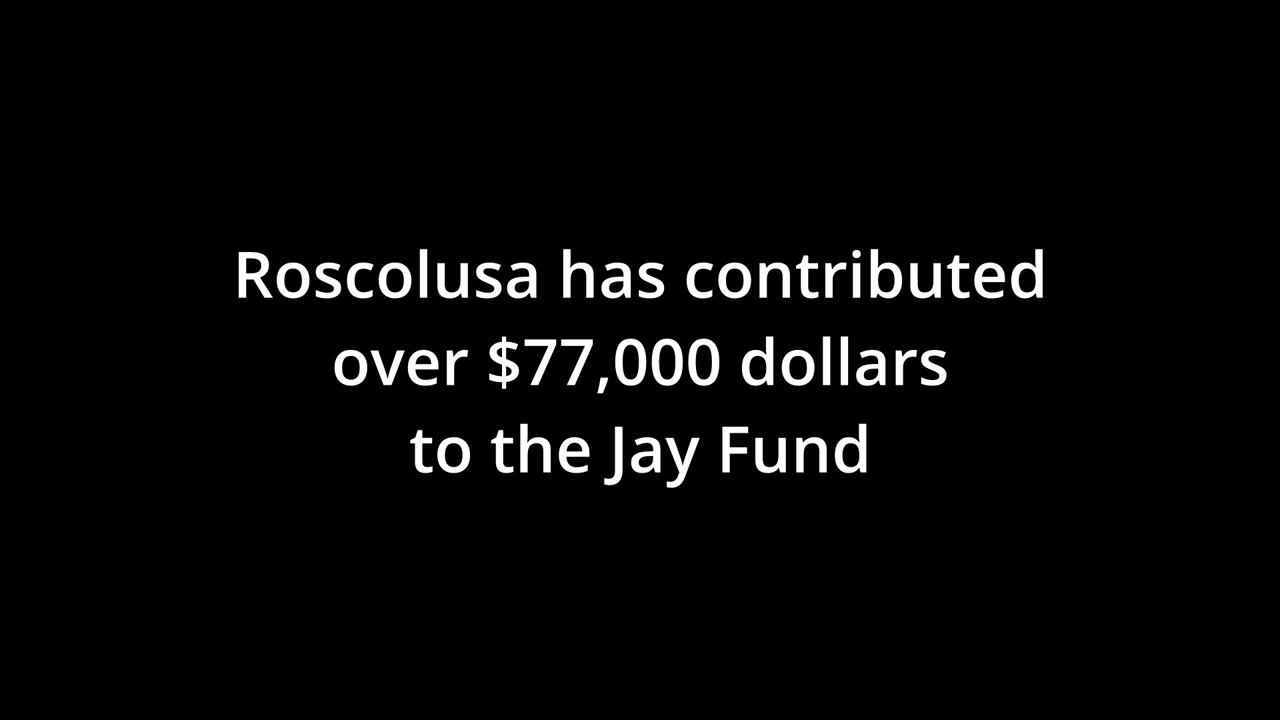 Roscolusa has contributed
over $77,000 dollars
to the Jay Fund